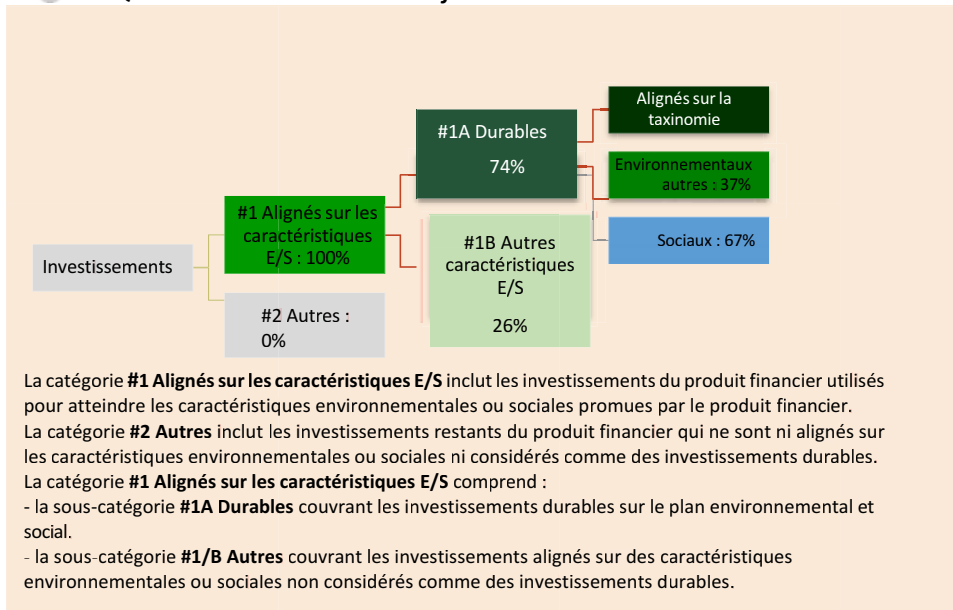 Alignés sur la
taxinomie
#1A Durables
74%
Environnementaux
autres : 37%
#1 Alignés sur les
caractéristiques
E/S : 100%
Sociaux : 67%
#1B Autres
caractéristiques
E/S
26%
Investissements
#2 Autres :
0%
La catégorie #1 Alignés sur les caractéristiques E/S inclut les investissements du produit financier utilisés
pour atteindre les caractéristiques environnementales ou sociales promues par le produit financier.
La catégorie #2 Autres inclut les investissements restants du produit financier qui ne sont ni alignés sur
les caractéristiques environnementales ou sociales ni considérés comme des investissements durables.
La catégorie #1 Alignés sur les caractéristiques E/S comprend :
- la sous-catégorie #1A Durables couvrant les investissements durables sur le plan environnemental et
social.
- la sous-catégorie #1/B Autres couvrant les investissements alignés sur des caractéristiques
environnementales ou sociales non considérés comme des investissements durables.